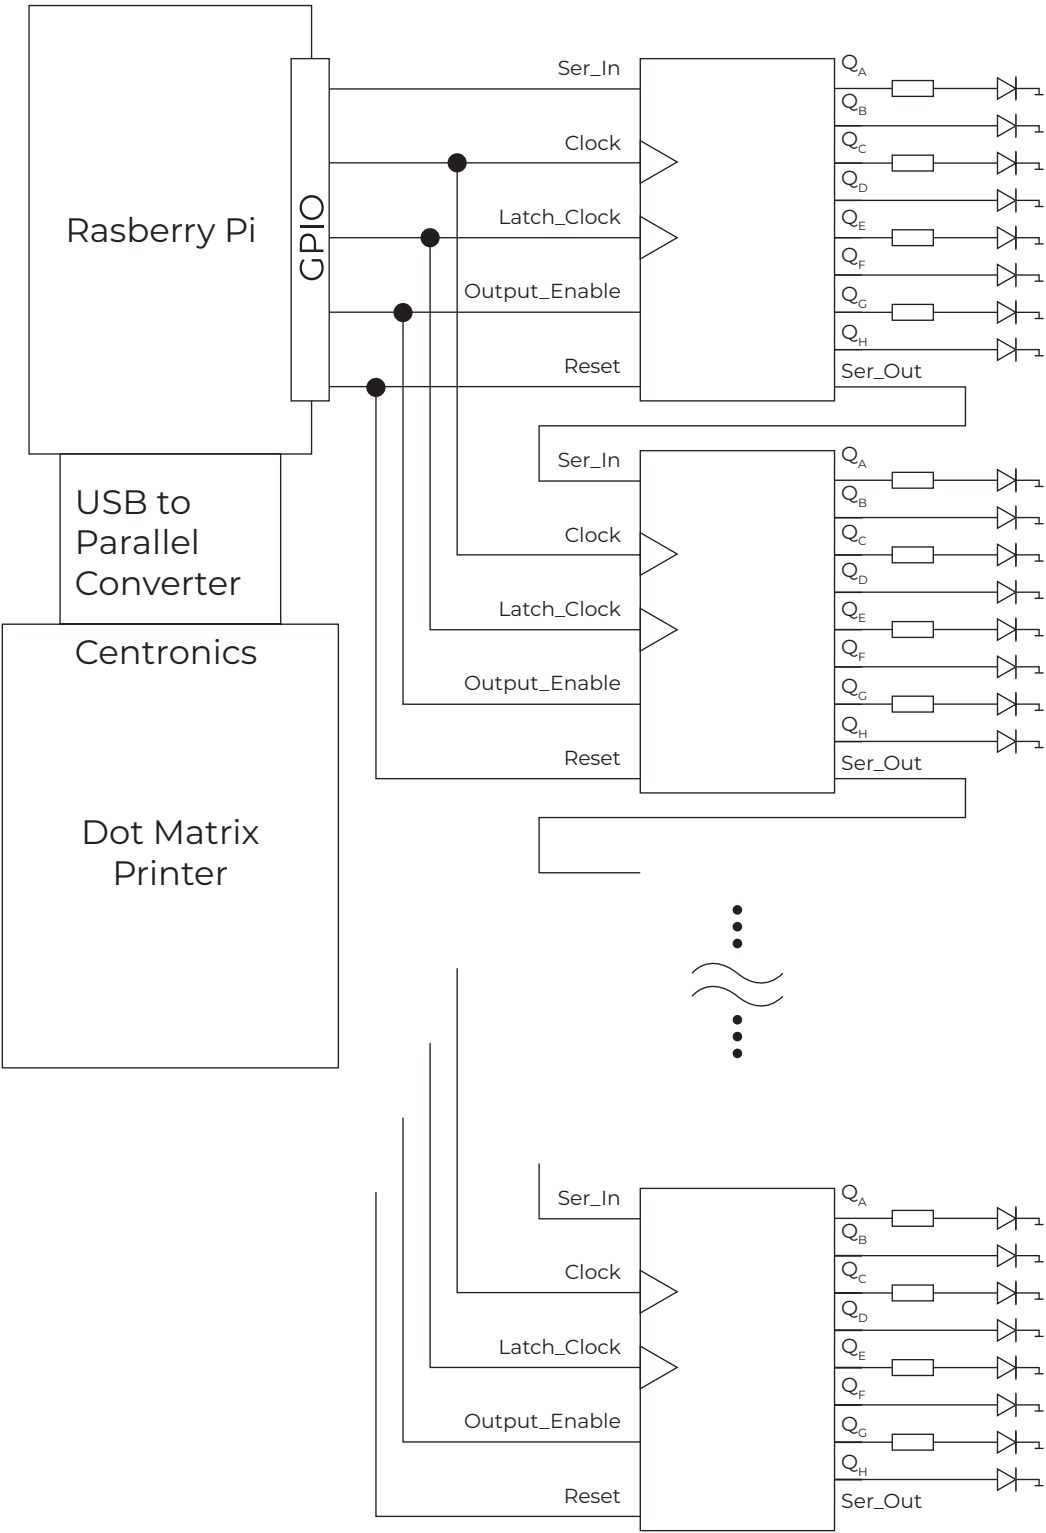 Rasberry Pi
GPIO
USB to
Parallel
Converter
Centronics
Dot Matrix
Printer
Ser_In
Clock
Latch_Clock
Output_Enable
Reset
Q_A
Q_B
Q_C
Q_D
Q_E
Q_F
Q_G
Q_H
Ser_Out
Ser_In
Clock
Latch_Clock
Output_Enable
Reset
Q_A
Q_B
Q_C
Q_D
Q_E
Q_F
Q_G
Q_H
Ser_Out
Ser_In
Clock
Latch_Clock
Output_Enable
Reset
Q_A
Q_B
Q_C
Q_D
Q_E
Q_F
Q_G
Q_H
Ser_Out